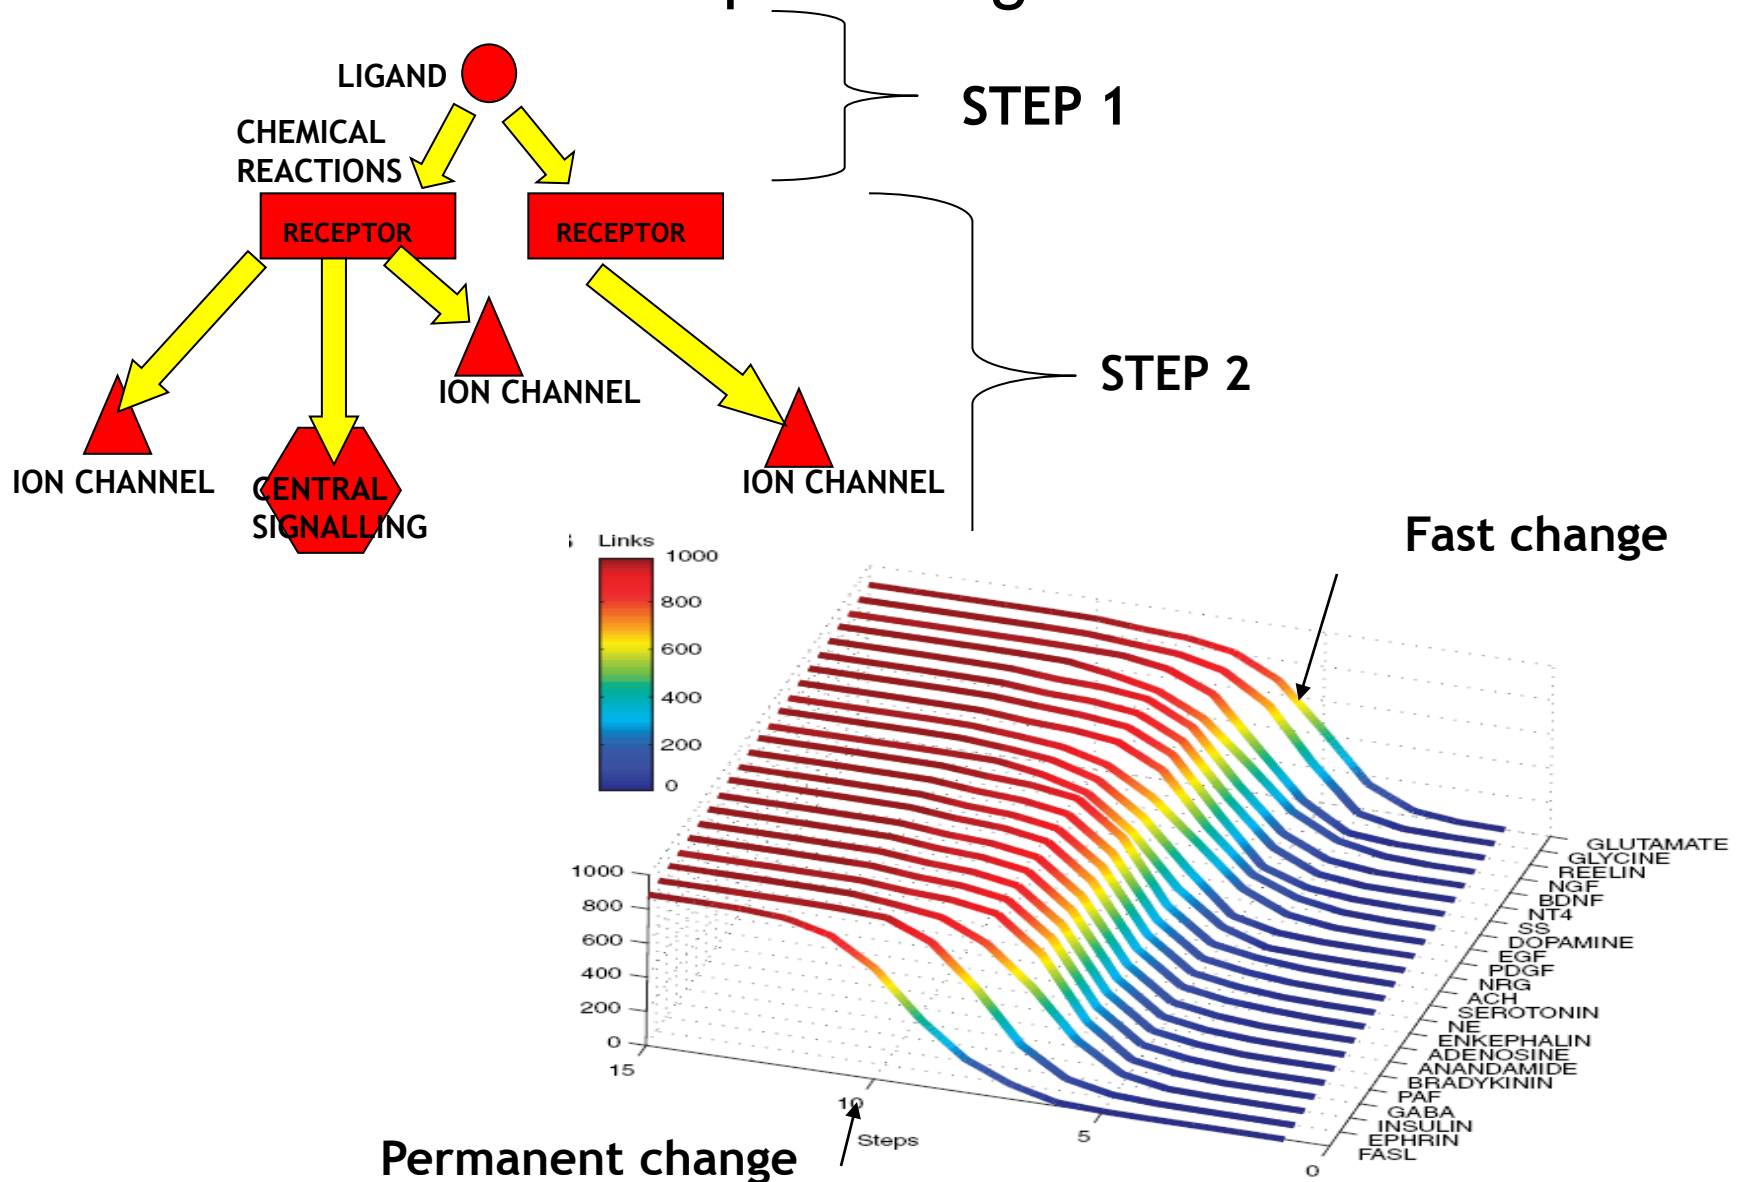 LIGAND
STEP 1
CHEMICAL
REACTIONS
RECEPTOR
RECEPTOR
STEP 2
ION CHANNEL
ION CHANNEL
ION CHANNEL
CENTRAL
SIGNALLING
Fast change
Links
1000
800
600
400
200
0
1000
800
600
400
200
0
15
10
5
0
Steps
GLUTAMATE
GLYCINE
REELIN
NGF
BDNF
NT4
SS
DOPAMINE
EGF
PDGF
NRG
ACH
SEROTONIN
NE
ENKEPHALIN
ADENOSINE
ANANDAMIDE
BRADYKININ
PAF
GABA
INSULIN
EPHRIN
FASL
Permanent change